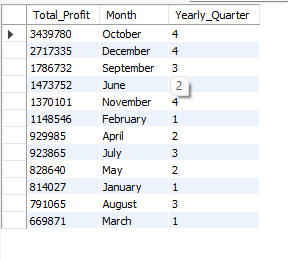 Total_Profit Month Yearly_Quarter
3439780 October 4
2717335 December 4
1786732 September 3
1473752 June 2
1370101 November 4
1148546 February 1
929985 April 2
923865 July 3
828640 May 2
814027 January 1
791065 August 3
669871 March 1